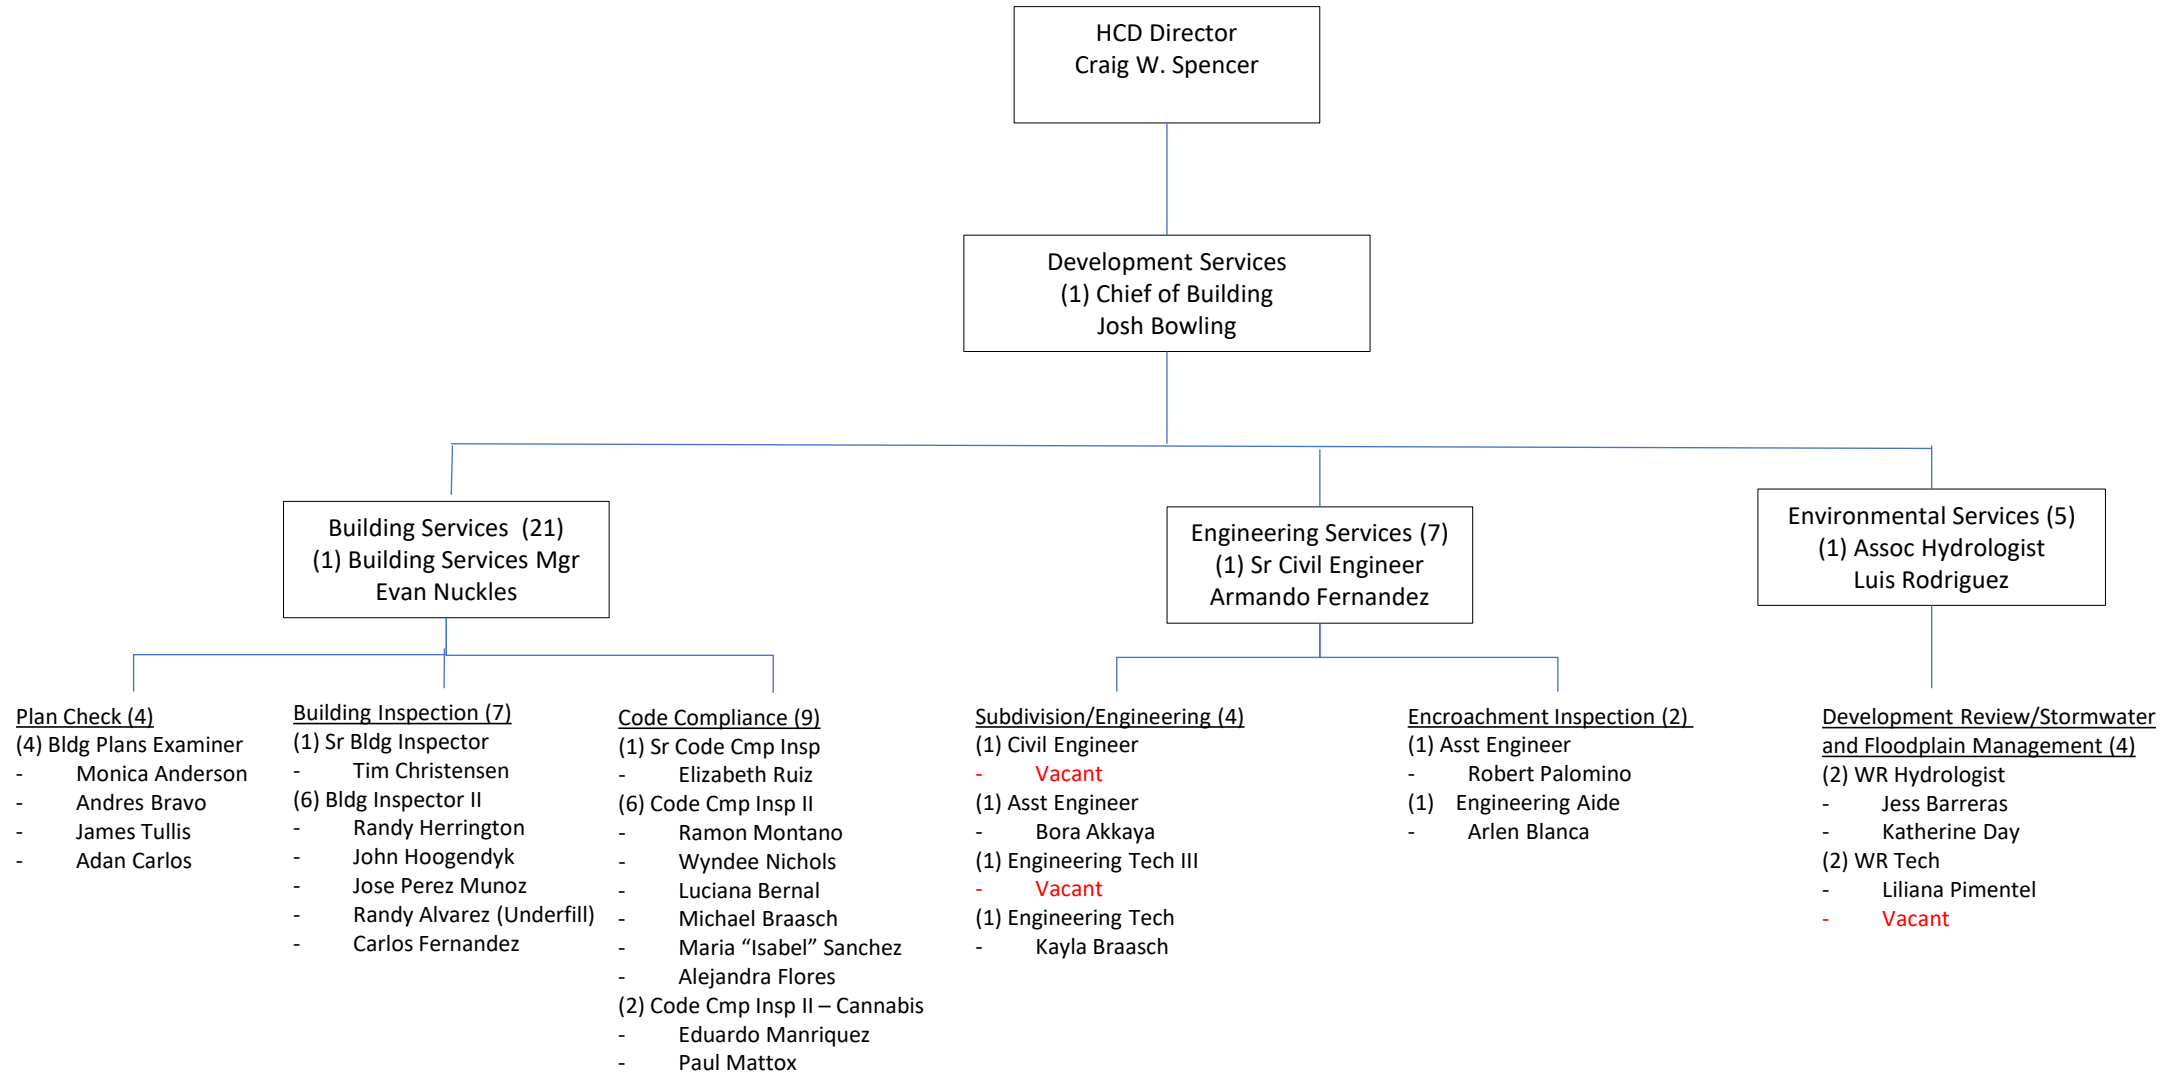 HCD Director
Craig W. Spencer
Development Services
(1) Chief of Building
Josh Bowling
Building Services  (21)
(1) Building Services Mgr
Evan Nuckles
Engineering Services (7)
(1) Sr Civil Engineer
Armando Fernandez
Environmental Services (5)
(1) Assoc Hydrologist
Luis Rodriguez
Plan Check (4)
(4) Bldg Plans Examiner
- Monica Anderson
- Andres Bravo
- James Tullis
- Adan Carlos
Building Inspection (7)
(1) Sr Bldg Inspector
- Tim Christensen
(6) Bldg Inspector II
- Randy Herrington
- John Hoogendyk
- Jose Perez Munoz
- Randy Alvarez (Underfill)
- Carlos Fernandez
Code Compliance (9)
(1) Sr Code Cmp Insp
- Elizabeth Ruiz
(6) Code Cmp Insp II
- Ramon Montano
- Wyndee Nichols
- Luciana Bernal
- Michael Braasch
- Maria “Isabel” Sanchez
- Alejandra Flores
(2) Code Cmp Insp II – Cannabis
- Eduardo Manriquez
- Paul Mattox
Subdivision/Engineering (4)
(1) Civil Engineer
- Vacant
(1) Asst Engineer
- Bora Akkaya
(1) Engineering Tech III
- Vacant
(1) Engineering Tech
- Kayla Braasch
Encroachment Inspection (2)
(1) Asst Engineer
- Robert Palomino
(1) Engineering Aide
- Arlen Blanca
Development Review/Stormwater
and Floodplain Management (4)
(2) WR Hydrologist
- Jess Barreras
- Katherine Day
(2) WR Tech
- Liliana Pimentel
- Vacant